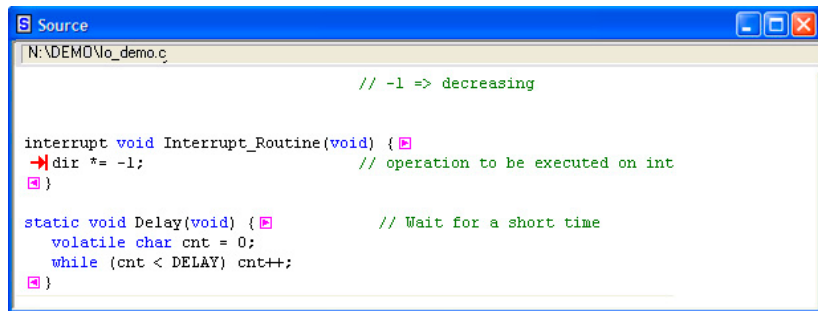 S Source
N:\DEMO\Io_demo.c
// -1 => decreasing
interrupt void Interrupt_Routine(void) {
dir *= -1; // operation to be executed on int
}
static void Delay(void) { // Wait for a short time
volatile char cnt = 0;
while (cnt < DELAY) cnt++;
}